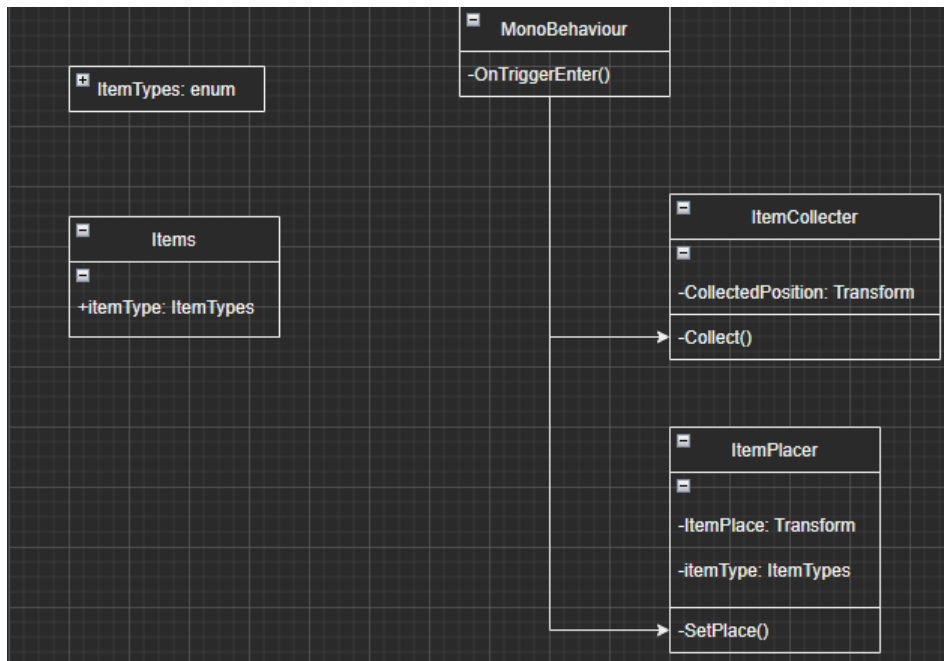 MonoBehaviour
-OnTriggerEnter()
ItemTypes: enum
Items
+itemType: ItemTypes
ItemCollecter
-CollectedPosition: Transform
-Collect()
ItemPlacer
-ItemPlace: Transform
-itemType: ItemTypes
-SetPlace()